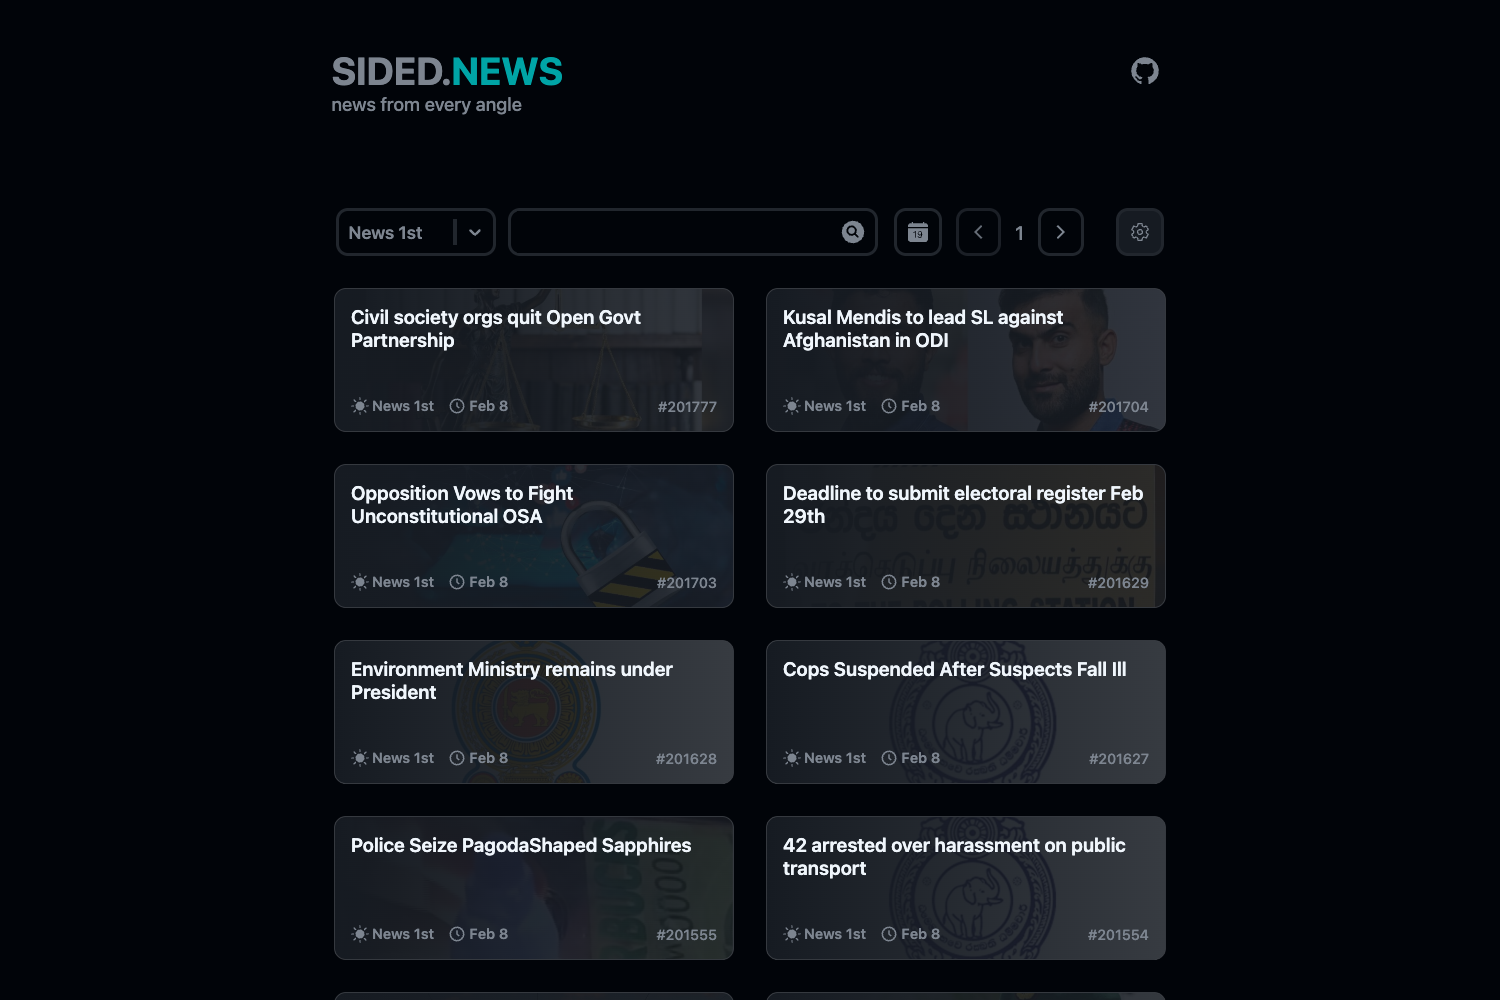 SIDED.NEWS
news from every angle
News 1st
19
1
Civil society orgs quit Open Govt
Partnership
News 1st
Feb 8
#201777
Kusal Mendis to lead SL against
Afghanistan in ODI
News 1st
Feb 8
#201704
Opposition Vows to Fight
Unconstitutional OSA
News 1st
Feb 8
#201703
Deadline to submit electoral register Feb
29th
நிலையத்துக்கு
News 1st
Feb 8
#201629
Environment Ministry remains under
President
News 1st
Feb 8
#201628
Cops Suspended After Suspects Fall Ill
News 1st
Feb 8
#201627
Police Seize PagodaShaped Sapphires
News 1st
Feb 8
#201555
42 arrested over harassment on public
transport
News 1st
Feb 8
#201554